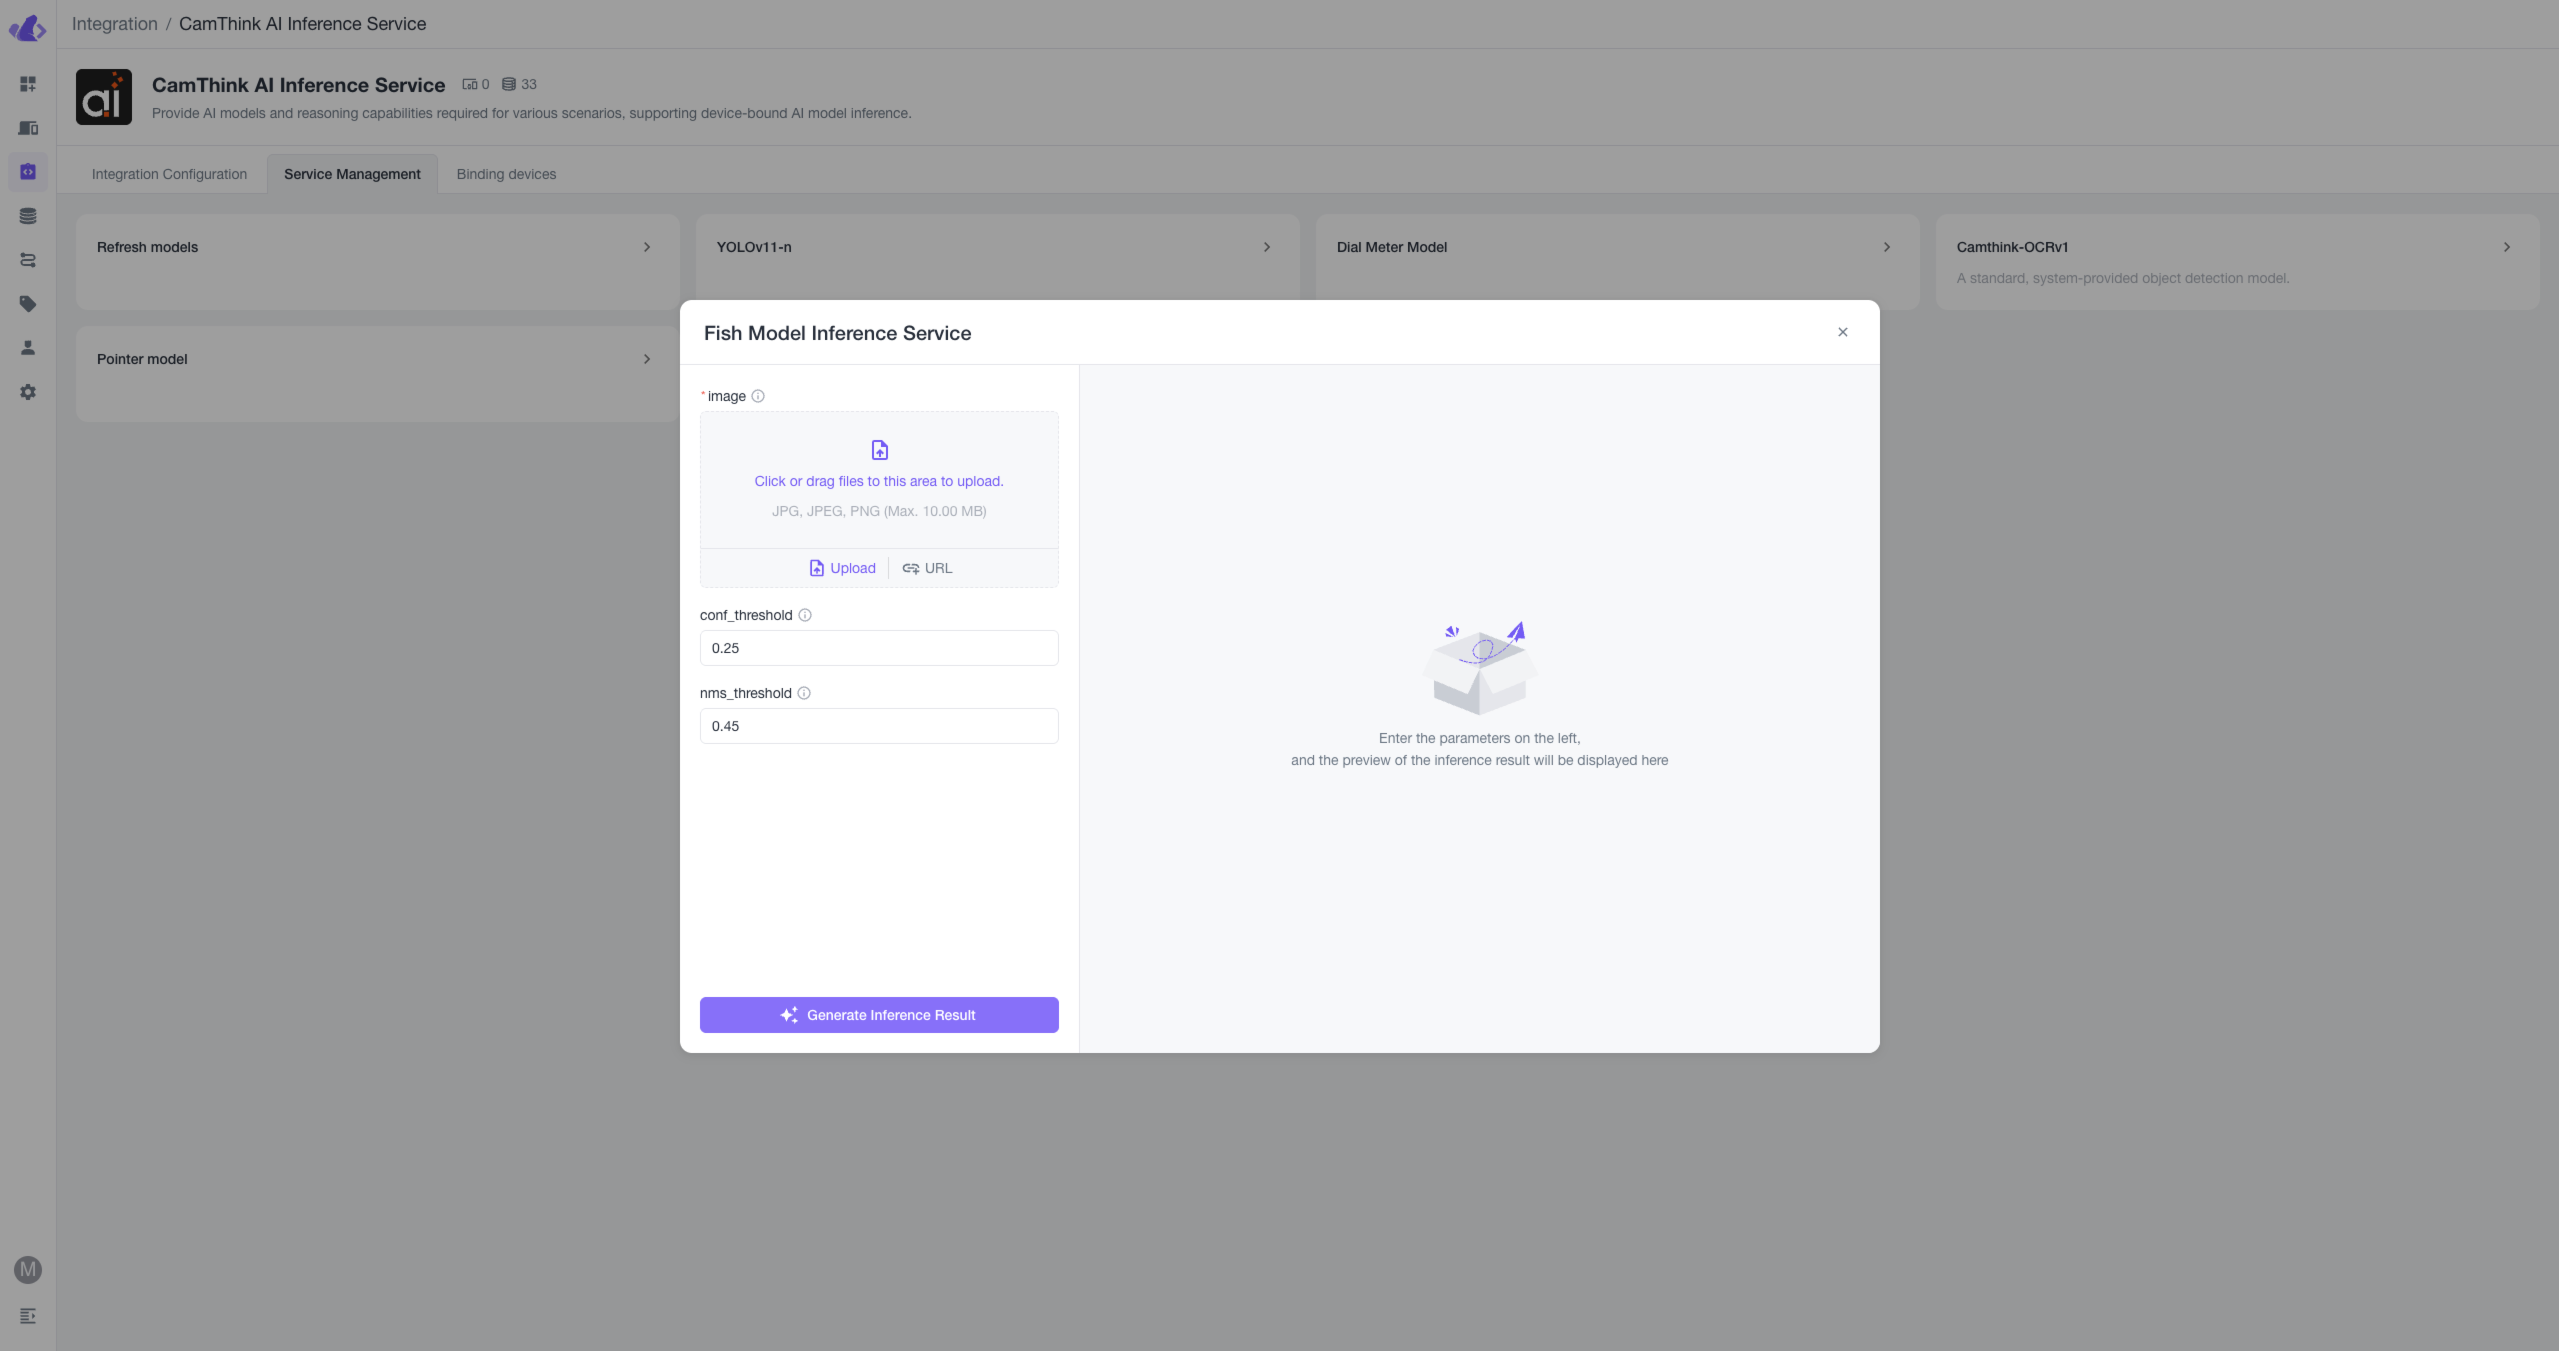 Integration / CamThink AI Inference Service
ai
CamThink AI Inference Service 0 33
Provide AI models and reasoning capabilities required for various scenarios, supporting device-bound AI model inference.
Integration Configuration Service Management Binding devices
Refresh models
YOLOv11-n
Dial Meter Model
Camthink-OCRv1
A standard, system-provided object detection model.
Pointer model
Fish Model Inference Service
* image
Click or drag files to this area to upload.
JPG, JPEG, PNG (Max. 10.00 MB)
Upload URL
conf_threshold
0.25
nms_threshold
0.45
Generate Inference Result
Enter the parameters on the left,
and the preview of the inference result will be displayed here
M